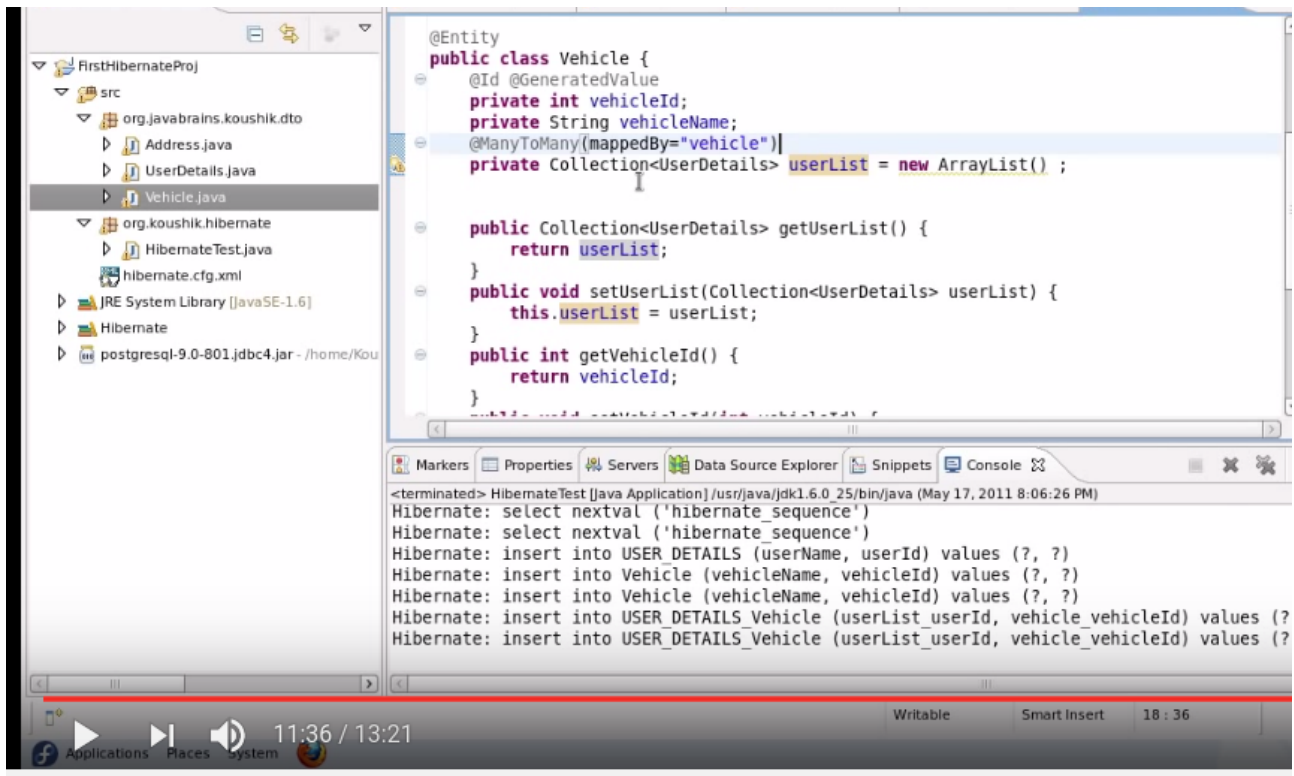 FirstHibernateProj
src
org.javabrains.koushik.dto
Address.java
UserDetails.java
Vehicle.java
org.koushik.hibernate
HibernateTest.java
hibernate.cfg.xml
JRE System Library [JavaSE-1.6]
Hibernate
postgresql-9.0-801.jdbc4.jar - /home/Kou
@Entity
public class Vehicle {
@Id @GeneratedValue
private int vehicleId;
private String vehicleName;
@ManyToMany(mappedBy="vehicle")
private Collection<UserDetails> userList = new ArrayList() ;
public Collection<UserDetails> getUserList() {
return userList;
}
public void setUserList(Collection<UserDetails> userList) {
this.userList = userList;
}
public int getVehicleId() {
return vehicleId;
}
public void setVehicleId(int vehicleId) {
Markers Properties Servers Data Source Explorer Snippets Console
<terminated> HibernateTest [Java Application] /usr/java/jdk1.6.0_25/bin/java (May 17, 2011 8:06:26 PM)
Hibernate: select nextval ('hibernate_sequence')
Hibernate: select nextval ('hibernate_sequence')
Hibernate: insert into USER_DETAILS (userName, userId) values (?, ?)
Hibernate: insert into Vehicle (vehicleName, vehicleId) values (?, ?)
Hibernate: insert into Vehicle (vehicleName, vehicleId) values (?, ?)
Hibernate: insert into USER_DETAILS_Vehicle (userList_userId, vehicle_vehicleId) values (?
Hibernate: insert into USER_DETAILS_Vehicle (userList_userId, vehicle_vehicleId) values (?
Writable Smart Insert 18 : 36
11:36 / 13:21
Applications Places System